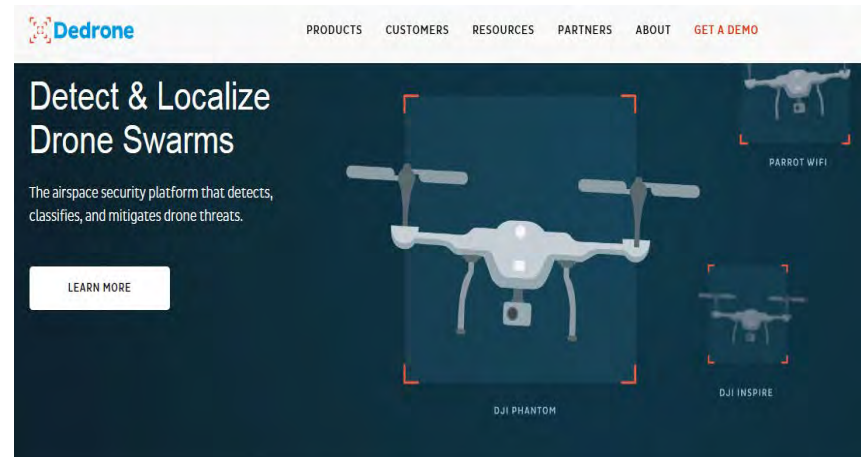 Dedrone
PRODUCTS CUSTOMERS RESOURCES PARTNERS ABOUT GET A DEMO
Detect & Localize
Drone Swarms
The airspace security platform that detects,
classifies, and mitigates drone threats.
LEARN MORE
PARROT WIFI
DJI INSPIRE
DJI PHANTOM